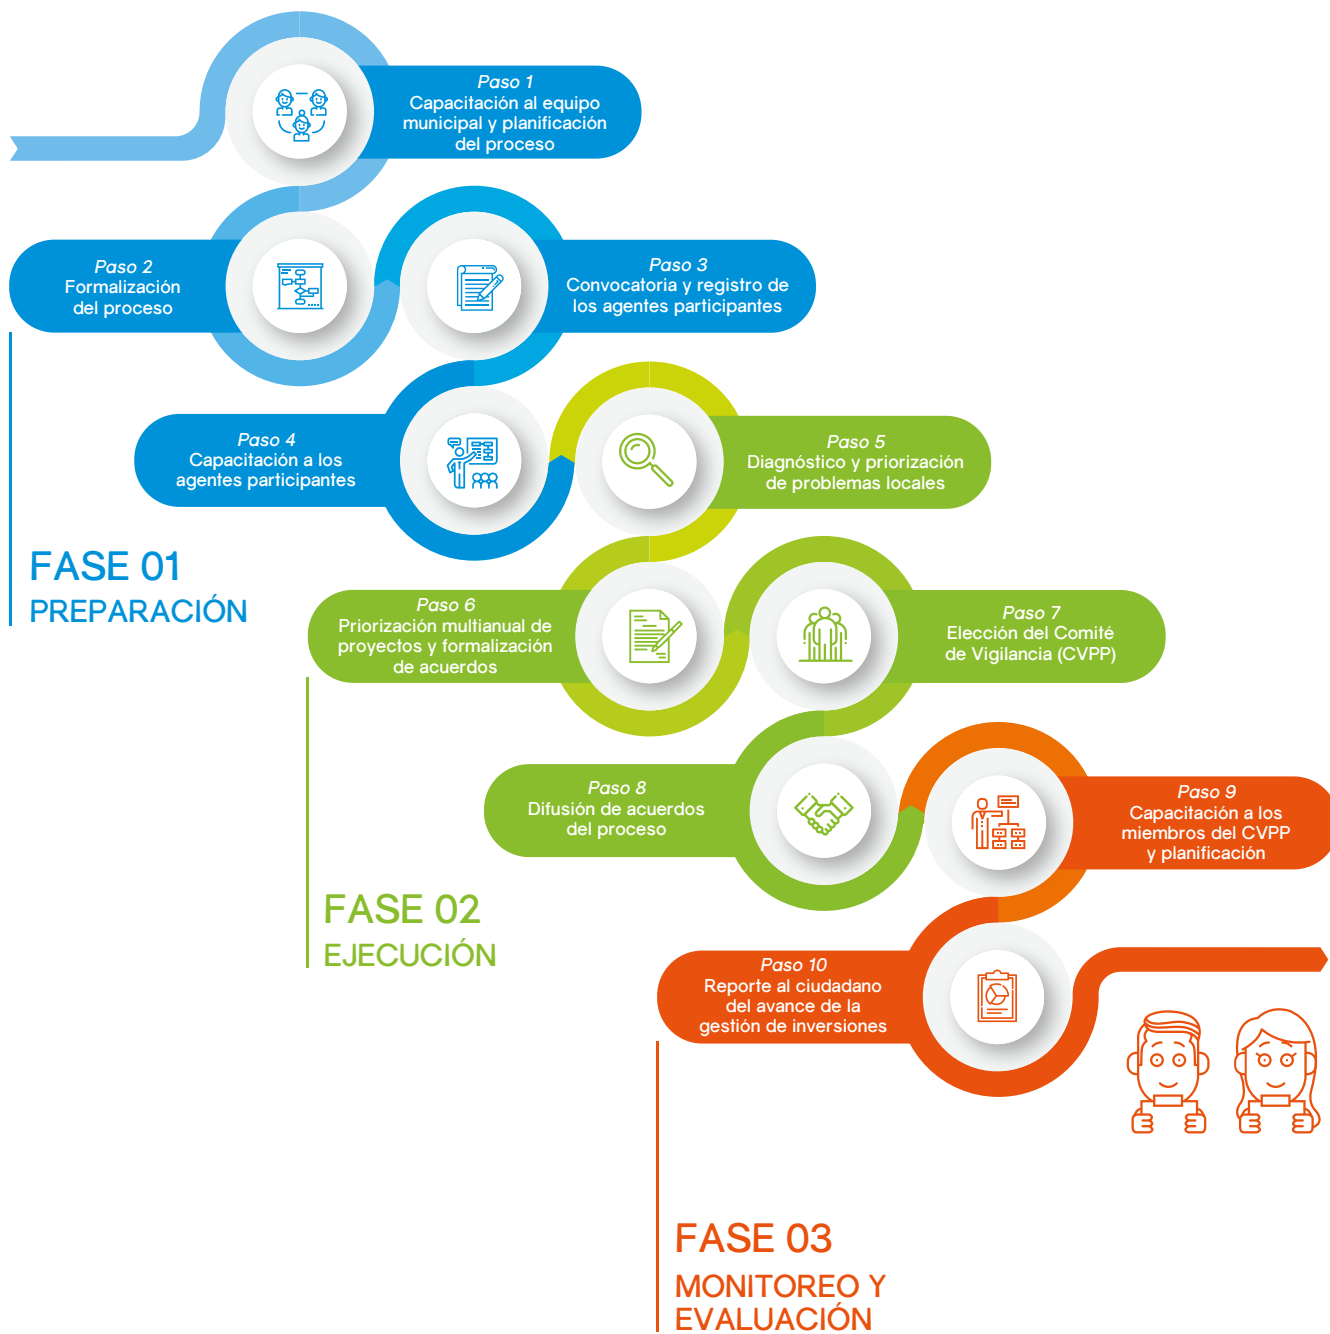 Paso 1
Capacitación al equipo
municipal y planificación
del proceso
Paso 2
Formalización
del proceso
Paso 3
Convocatoria y registro de
los agentes participantes
Paso 4
Capacitación a los
agentes participantes
Paso 5
Diagnóstico y priorización
de problemas locales
FASE 01
PREPARACIÓN
Paso 6
Priorización multianual de
proyectos y formalización
de acuerdos
Paso 7
Elección del Comité
de Vigilancia (CVPP)
Paso 8
Difusión de acuerdos
del proceso
Paso 9
Capacitación a los
miembros del CVPP
y planificación
FASE 02
EJECUCIÓN
Paso 10
Reporte al ciudadano
del avance de la
gestión de inversiones
FASE 03
MONITOREO Y
EVALUACIÓN